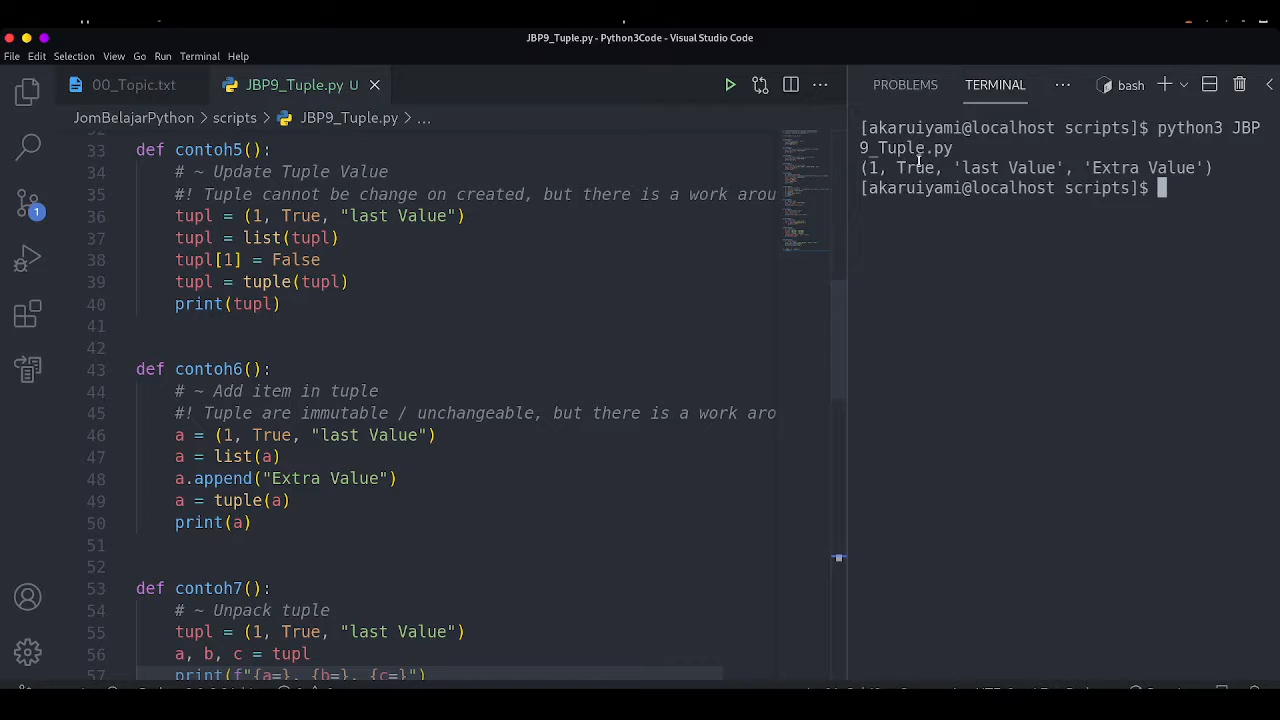 JBP9_Tuple.py - Python3Code - Visual Studio Code
File Edit Selection View Go Run Terminal Help
00_Topic.txt JBP9_Tuple.py U
PROBLEMS TERMINAL bash
JomBelajarPython > scripts > JBP9_Tuple.py > ...
33 def contoh5():
34 # ~ Update Tuple Value
35 #! Tuple cannot be change on created, but there is a work arou
36 tupl = (1, True, "last Value")
37 tupl = list(tupl)
38 tupl[1] = False
39 tupl = tuple(tupl)
40 print(tupl)
41
42
43 def contoh6():
44 # ~ Add item in tuple
45 #! Tuple are immutable / unchangeable, but there is a work aro
46 a = (1, True, "last Value")
47 a = list(a)
48 a.append("Extra Value")
49 a = tuple(a)
50 print(a)
51
52
53 def contoh7():
54 # ~ Unpack tuple
55 tupl = (1, True, "last Value")
56 a, b, c = tupl
57 print(f"{a=}, {b=}, {c=}")
[akaruiyami@localhost scripts]$ python3 JBP
9_Tuple.py
(1, True, 'last Value', 'Extra Value')
[akaruiyami@localhost scripts]$
1